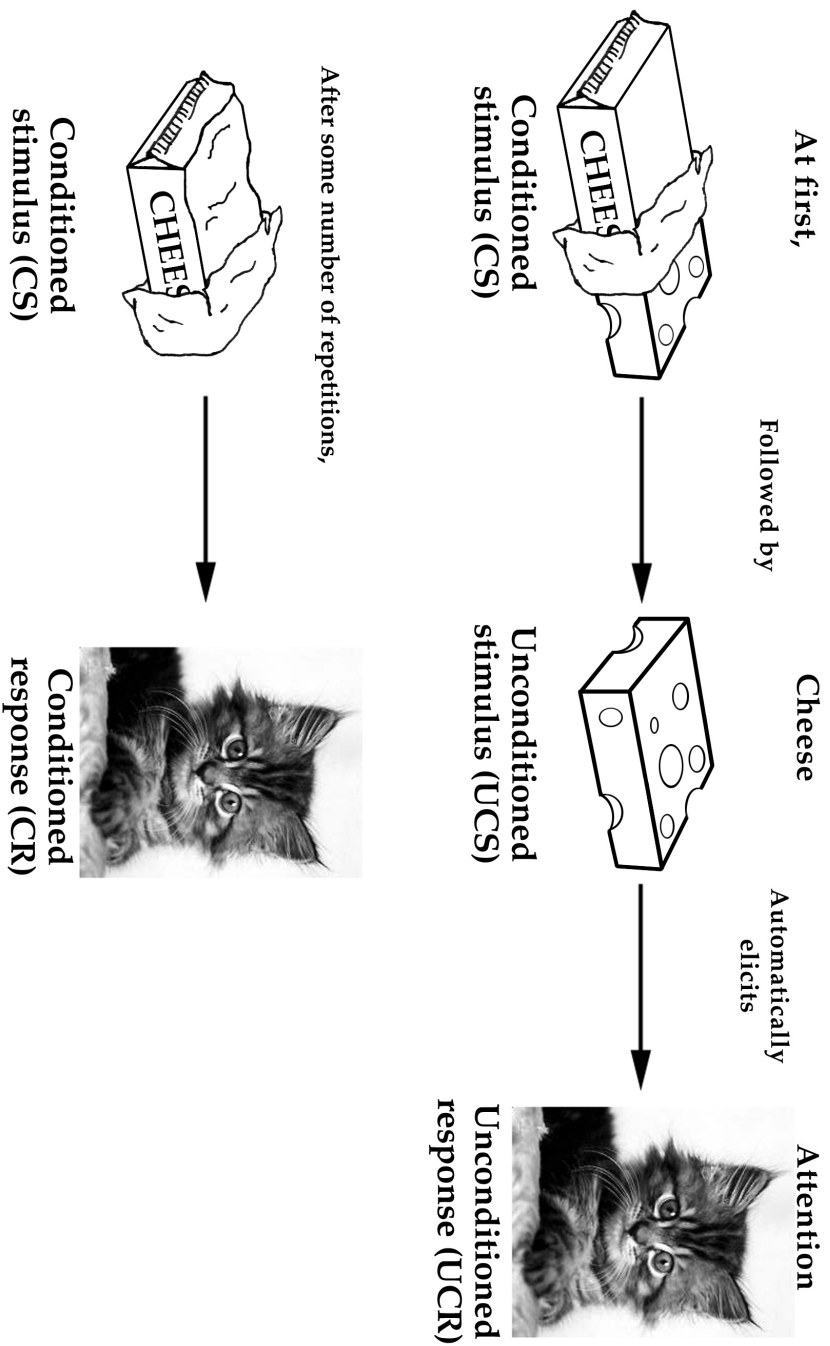 At first,
Followed by
Cheese
Automatically
elicits
Attention
CHEES
Conditioned
stimulus (CS)
Unconditioned
stimulus (UCS)
Unconditioned
response (UCR)
After some number of repetitions,
CHEES
Conditioned
stimulus (CS)
Conditioned
response (CR)